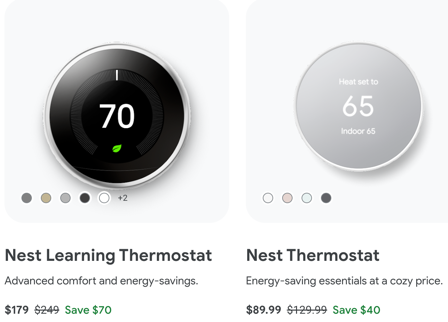 70
+2
Nest Learning Thermostat
Advanced comfort and energy-savings.
$179 $249 Save $70
Heat set to
65
Indoor 65
Nest Thermostat
Energy-saving essentials at a cozy price.
$89.99 $129.99 Save $40